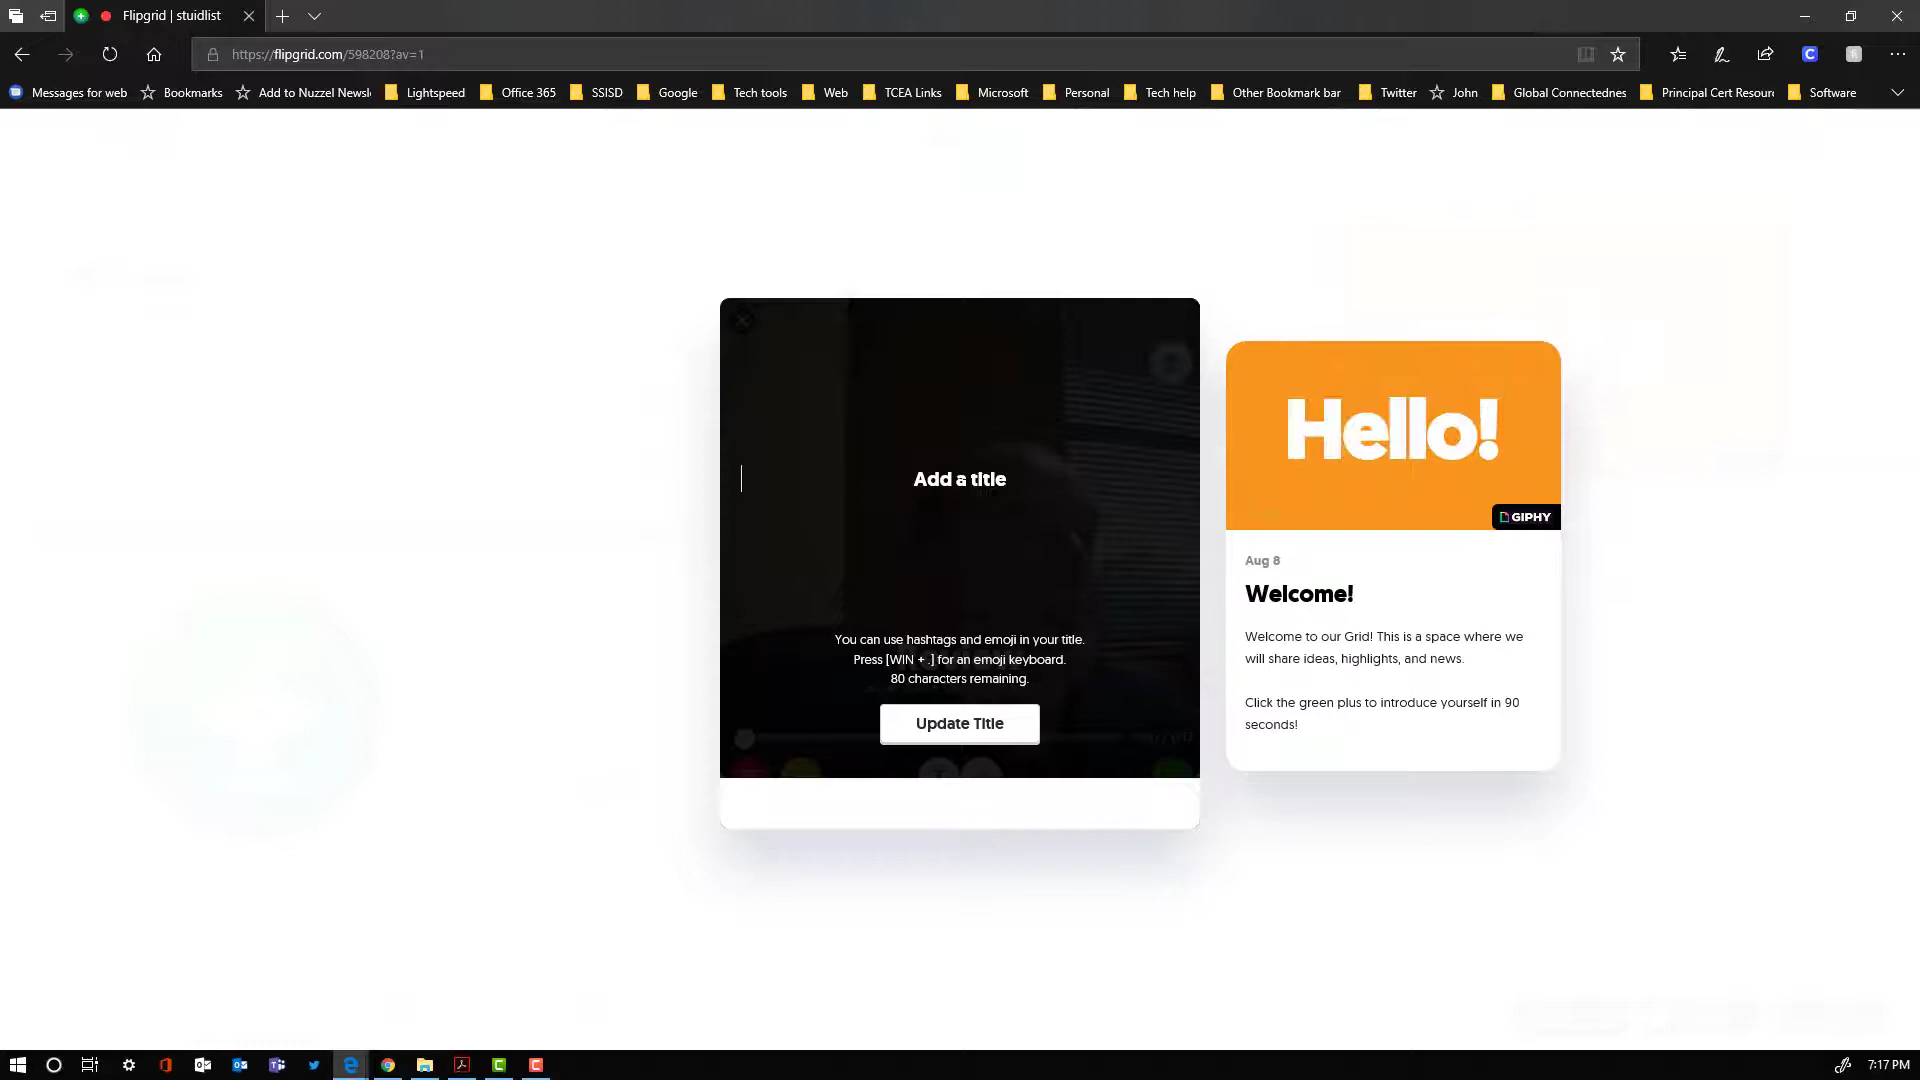 Flipgrid | stuidlist
https://flipgrid.com/598208?av=1
Messages for web
Bookmarks
Add to Nuzzel Newsl
Lightspeed
Office 365
SSISD
Google
Tech tools
Web
TCEA Links
Microsoft
Personal
Tech help
Other Bookmark bar
Twitter
John
Global Connectednes
Principal Cert Resour
Software
Add a title
You can use hashtags and emoji in your title.
Press [WIN + .] for an emoji keyboard.
80 characters remaining.
Update Title
Hello!
GIPHY
Aug 8
Welcome!
Welcome to our Grid! This is a space where we
will share ideas, highlights, and news.
Click the green plus to introduce yourself in 90
seconds!
7:17 PM